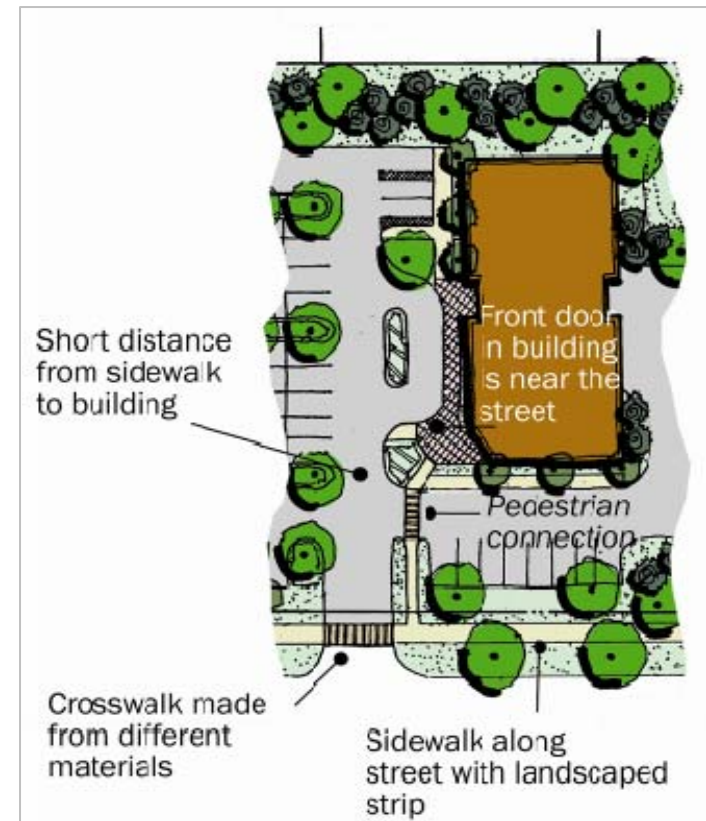 Front door
in building
is near the
street
Short distance
from sidewalk
to building
Pedestrian
connection
Crosswalk made
from different
materials
Sidewalk along
street with landscaped
strip